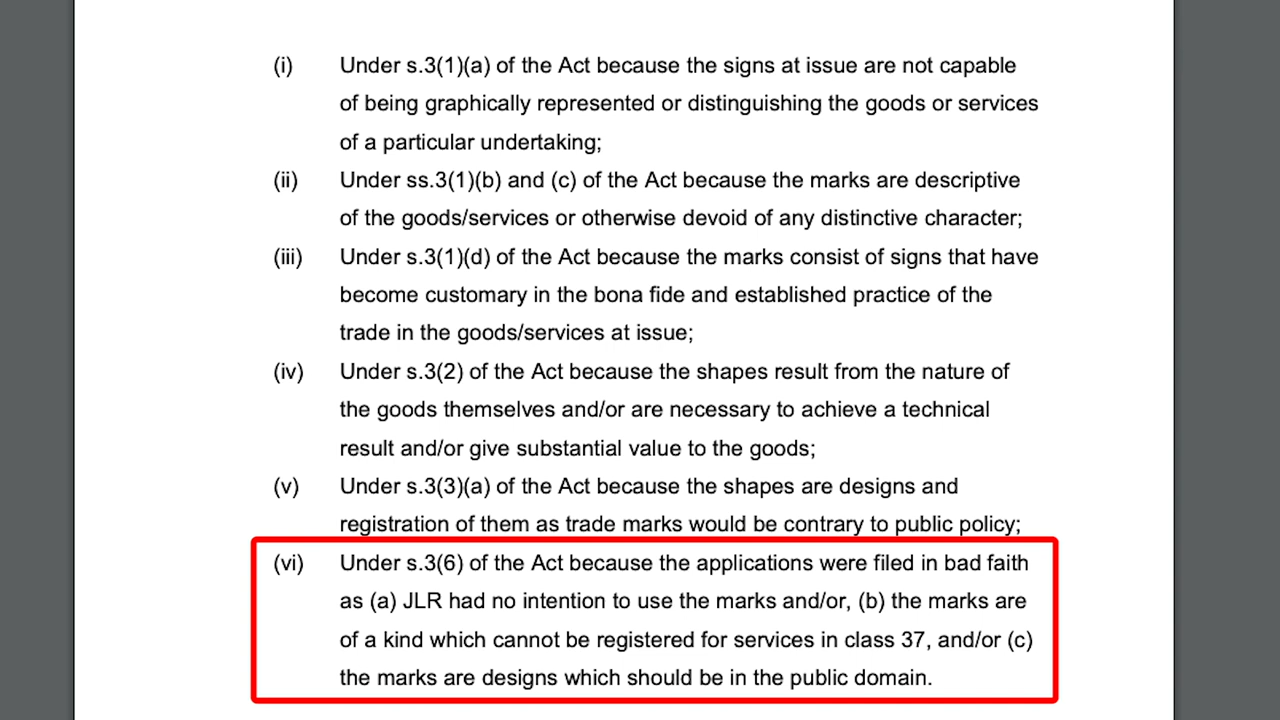 (i) Under s.3(1)(a) of the Act because the signs at issue are not capable
of being graphically represented or distinguishing the goods or services
of a particular undertaking;
(ii) Under ss.3(1)(b) and (c) of the Act because the marks are descriptive
of the goods/services or otherwise devoid of any distinctive character;
(iii) Under s.3(1)(d) of the Act because the marks consist of signs that have
become customary in the bona fide and established practice of the
trade in the goods/services at issue;
(iv) Under s.3(2) of the Act because the shapes result from the nature of
the goods themselves and/or are necessary to achieve a technical
result and/or give substantial value to the goods;
(v) Under s.3(3)(a) of the Act because the shapes are designs and
registration of them as trade marks would be contrary to public policy;
(vi) Under s.3(6) of the Act because the applications were filed in bad faith
as (a) JLR had no intention to use the marks and/or, (b) the marks are
of a kind which cannot be registered for services in class 37, and/or (c)
the marks are designs which should be in the public domain.